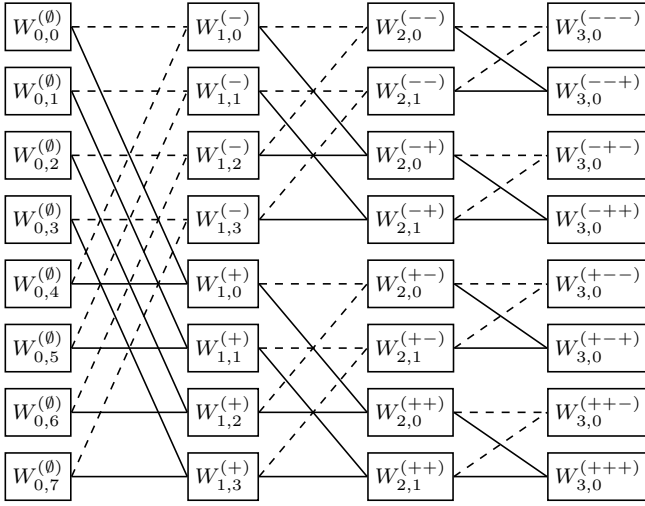 W_{0,0}^{(∅)} W_{1,0}^{(-)} W_{2,0}^{(--)} W_{3,0}^{(---)}
W_{0,1}^{(∅)} W_{1,1}^{(-)} W_{2,1}^{(--)} W_{3,0}^{(--+)}
W_{0,2}^{(∅)} W_{1,2}^{(-)} W_{2,0}^{(-+)} W_{3,0}^{(-+-)}
W_{0,3}^{(∅)} W_{1,3}^{(-)} W_{2,1}^{(-+)} W_{3,0}^{(-++)}
W_{0,4}^{(∅)} W_{1,0}^{(+)} W_{2,0}^{(+-)} W_{3,0}^{(+--)}
W_{0,5}^{(∅)} W_{1,1}^{(+)} W_{2,1}^{(+-)} W_{3,0}^{(+-+)}
W_{0,6}^{(∅)} W_{1,2}^{(+)} W_{2,0}^{(++)} W_{3,0}^{(++-)}
W_{0,7}^{(∅)} W_{1,3}^{(+)} W_{2,1}^{(++)} W_{3,0}^{(+++)}